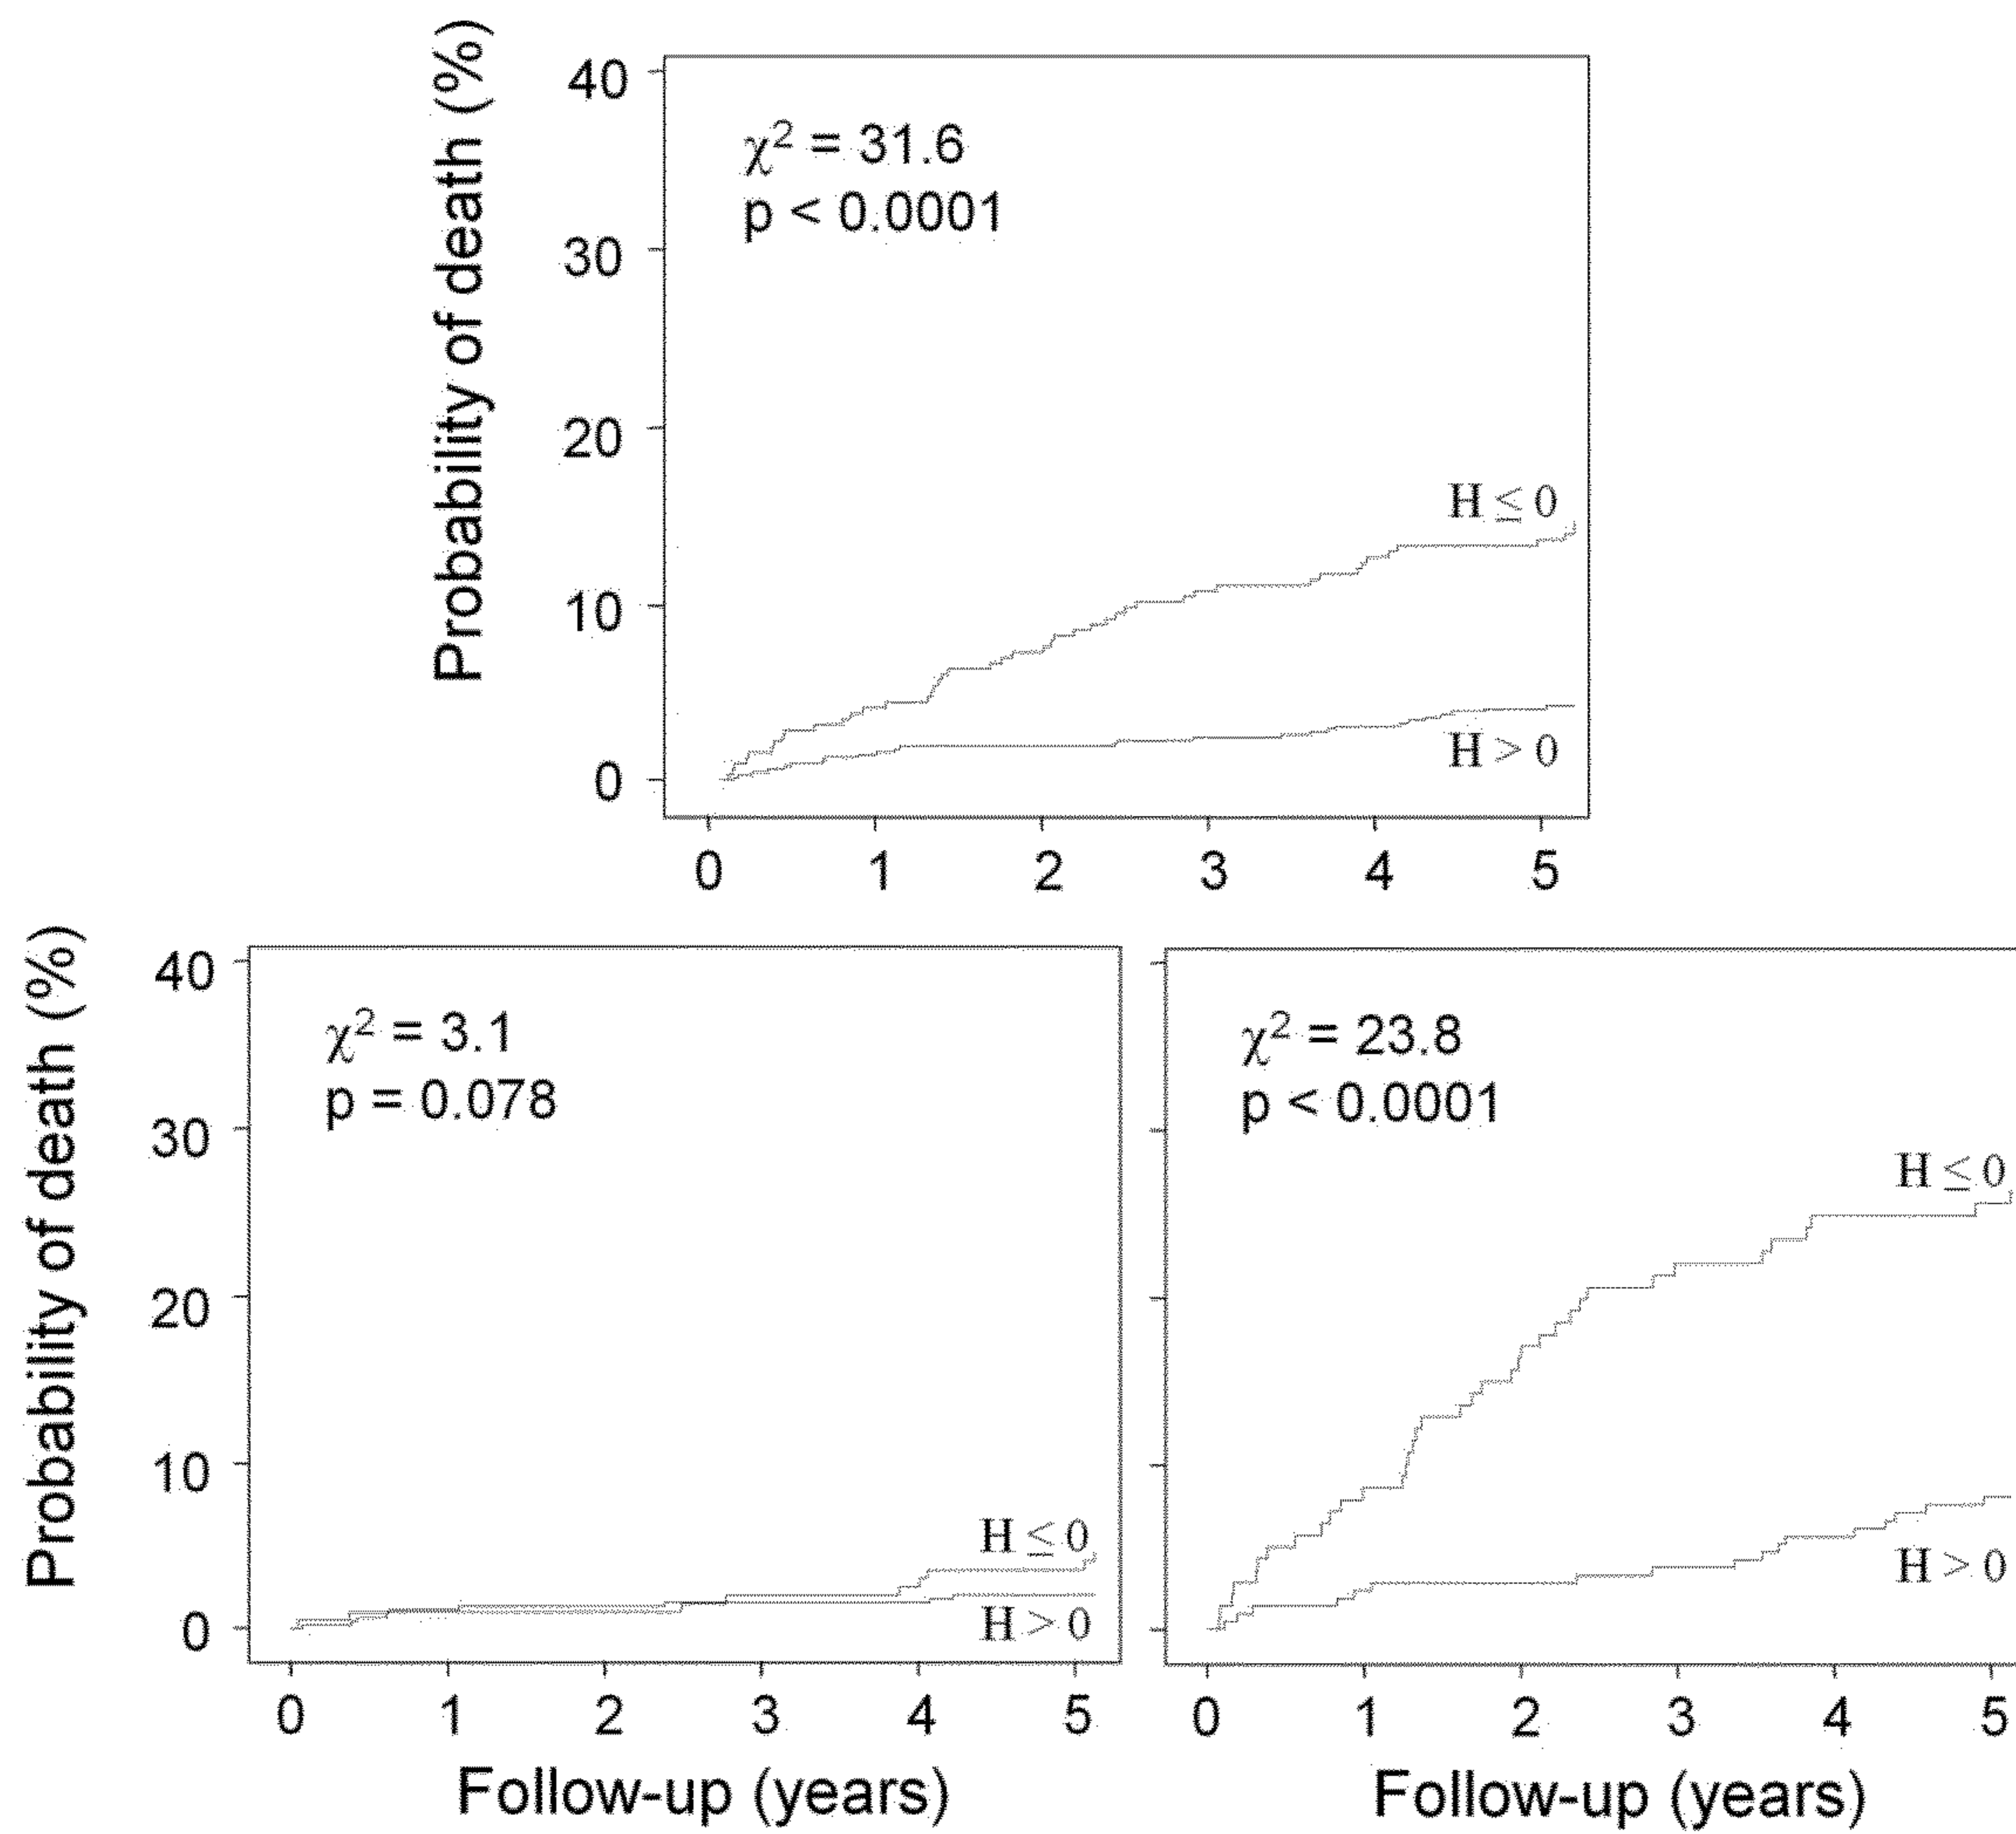 Probability of death (%)
40
30
20
10
0
χ² = 31.6
p < 0.0001
H ≤ 0
H > 0
0 1 2 3 4 5
Probability of death (%)
40
30
20
10
0
χ² = 3.1
p = 0.078
H ≤ 0
H > 0
0 1 2 3 4 5
Follow-up (years)
χ² = 23.8
p < 0.0001
H ≤ 0
H > 0
0 1 2 3 4 5
Follow-up (years)